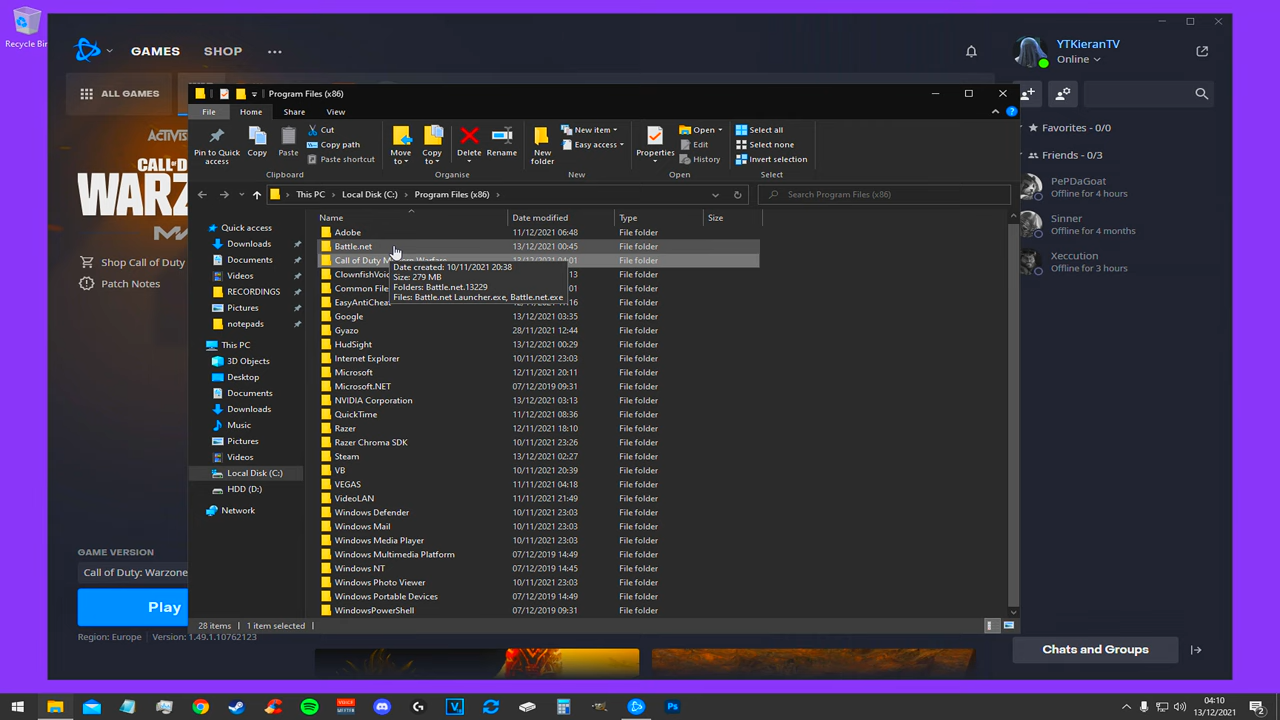 Recycle Bin
GAMES
SHOP
YTKieranTV
Online
ALL GAMES
ACTIVIS
CALL OF D
WARZ
Shop Call of Duty
Patch Notes
GAME VERSION
Call of Duty: Warzone
Play
Region: Europe
Version: 1.49.1.10762123
Favorites - 0/0
Friends - 0/3
PePDaGoat
Offline for 4 hours
Sinner
Offline for 4 months
Xeccution
Offline for 3 hours
Chats and Groups
Program Files (x86)
File
Home
Share
View
Pin to Quick access
Copy
Paste
Cut
Copy path
Paste shortcut
Clipboard
Move to
Copy to
Delete
Rename
Organise
New folder
New item
Easy access
New
Properties
Open
Edit
History
Open
Select all
Select none
Invert selection
Select
This PC
Local Disk (C:)
Program Files (x86)
Search Program Files (x86)
Quick access
Downloads
Documents
Videos
RECORDINGS
Pictures
notepads
This PC
3D Objects
Desktop
Documents
Downloads
Music
Pictures
Videos
Local Disk (C:)
HDD (D:)
Network
Name Date modified Type Size
Adobe 11/12/2021 06:48 File folder
Battle.net 13/12/2021 00:45 File folder
Call of Duty M File folder
ClownfishVoic File folder
Common File File folder
EasyAntiCheat File folder
Google 13/12/2021 03:35 File folder
Gyazo 28/11/2021 12:44 File folder
HudSight 13/12/2021 00:29 File folder
Internet Explorer 10/11/2021 23:03 File folder
Microsoft 12/11/2021 20:11 File folder
Microsoft.NET 07/12/2019 09:31 File folder
NVIDIA Corporation 13/12/2021 03:13 File folder
QuickTime 11/12/2021 08:36 File folder
Razer 12/11/2021 18:10 File folder
Razer Chroma SDK 10/11/2021 23:26 File folder
Steam 13/12/2021 02:27 File folder
VB 10/11/2021 20:39 File folder
VEGAS 11/11/2021 04:18 File folder
VideoLAN 11/11/2021 21:49 File folder
Windows Defender 10/11/2021 23:03 File folder
Windows Mail 10/11/2021 23:03 File folder
Windows Media Player 10/11/2021 23:03 File folder
Windows Multimedia Platform 07/12/2019 14:49 File folder
Windows NT 07/12/2019 14:45 File folder
Windows Photo Viewer 10/11/2021 23:03 File folder
Windows Portable Devices 07/12/2019 14:49 File folder
WindowsPowerShell 07/12/2019 09:31 File folder
Date created: 10/11/2021 20:38
Size: 279 MB
Folders: Battle.net.13229
Files: Battle.net Launcher.exe, Battle.net.exe
28 items
1 item selected
VOICE MEETER
04:10
13/12/2021
2